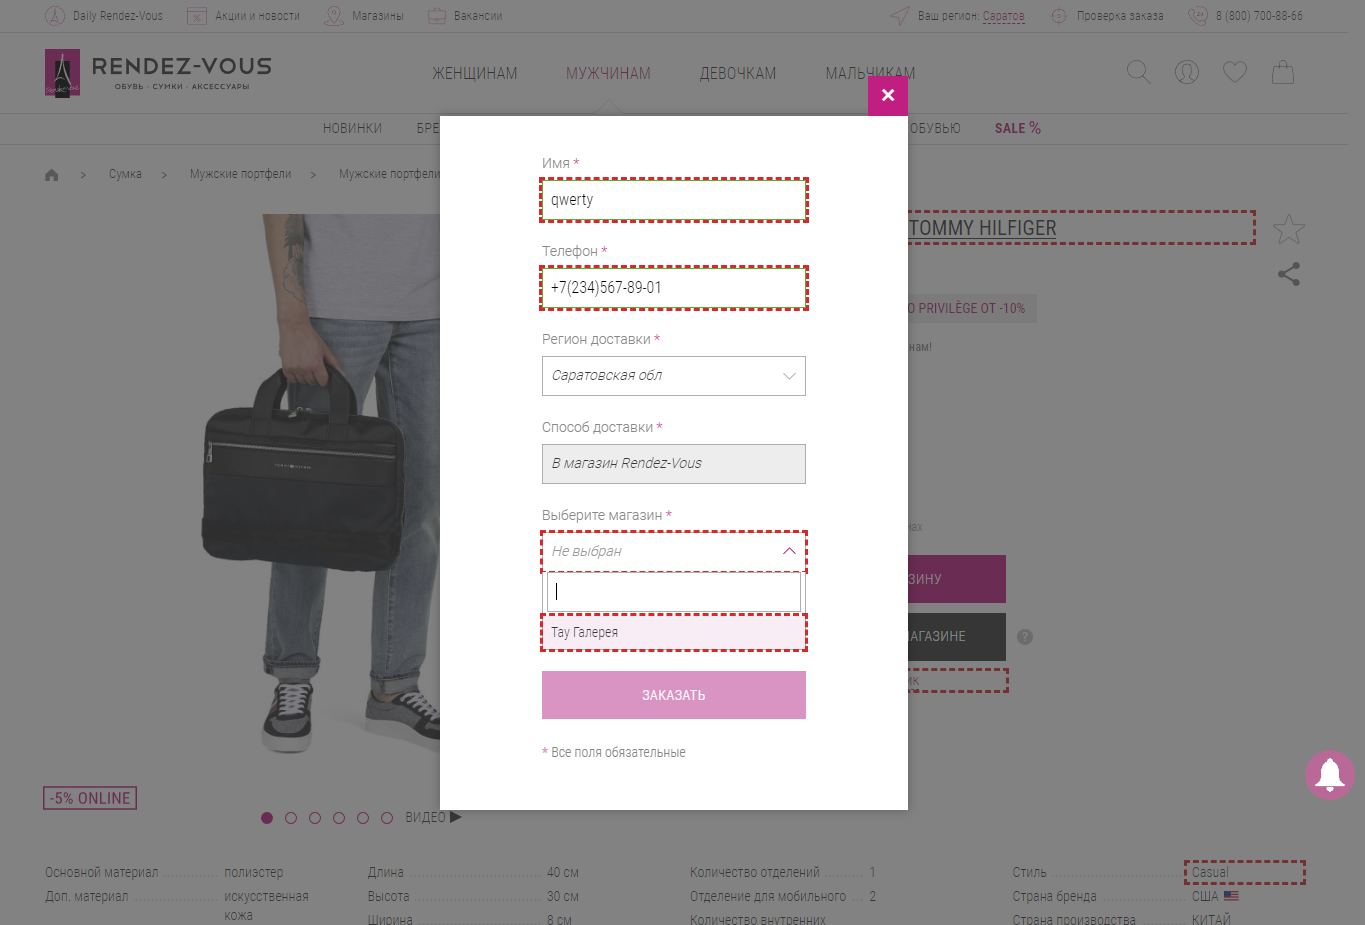 Daily Rendez-Vous
Акции и новости
Магазины
Вакансии
Ваш регион: Саратов
Проверка заказа
8 (800) 700-88-66
RENDEZ-VOUS
ОБУВЬ · СУМКИ · АКСЕССУАРЫ
ЖЕНЩИНАМ
МУЖЧИНАМ
ДЕВОЧКАМ
МАЛЬЧИКАМ
НОВИНКИ
БРЕ
ОБУВЬЮ
SALE %
Сумка
Мужские портфели
Мужские портфели
TOMMY HILFIGER
PRIVILÈGE ОТ -10%
нам!
Имя *
qwerty
Телефон *
+7(234)567-89-01
Регион доставки *
Саратовская обл
Способ доставки *
В магазин Rendez-Vous
Выберите магазин *
Не выбран
Тау Галерея
ЗИНУ
АГАЗИНЕ
?
ЗАКАЗАТЬ
* Все поля обязательные
-5% ONLINE
ВИДЕО
Основной материал полиэстер
Доп. материал искусственная
кожа
Длина 40 см
Высота 30 см
Ширина 8 см
Количество отделений 1
Отделение для мобильного 2
Количество внутренних
Стиль Casual
Страна бренда США
Страна производства КИТАЙ